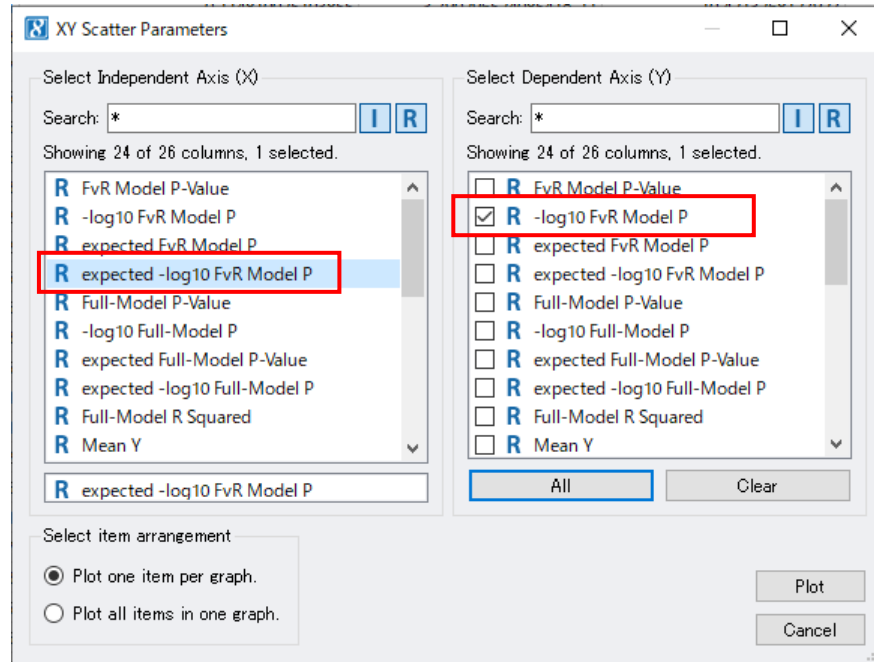 XY Scatter Parameters
Select Independent Axis (X)
Search: *
I R
Showing 24 of 26 columns, 1 selected.
R FvR Model P-Value
R -log10 FvR Model P
R expected FvR Model P
R expected -log10 FvR Model P
R Full-Model P-Value
R -log10 Full-Model P
R expected Full-Model P-Value
R expected -log10 Full-Model P
R Full-Model R Squared
R Mean Y
R expected -log10 FvR Model P
Select Dependent Axis (Y)
Search: *
I R
Showing 24 of 26 columns, 1 selected.
R FvR Model P-Value
R -log10 FvR Model P
R expected FvR Model P
R expected -log10 FvR Model P
R Full-Model P-Value
R -log10 Full-Model P
R expected Full-Model P-Value
R expected -log10 Full-Model P
R Full-Model R Squared
R Mean Y
All
Clear
Select item arrangement
Plot one item per graph.
Plot all items in one graph.
Plot
Cancel